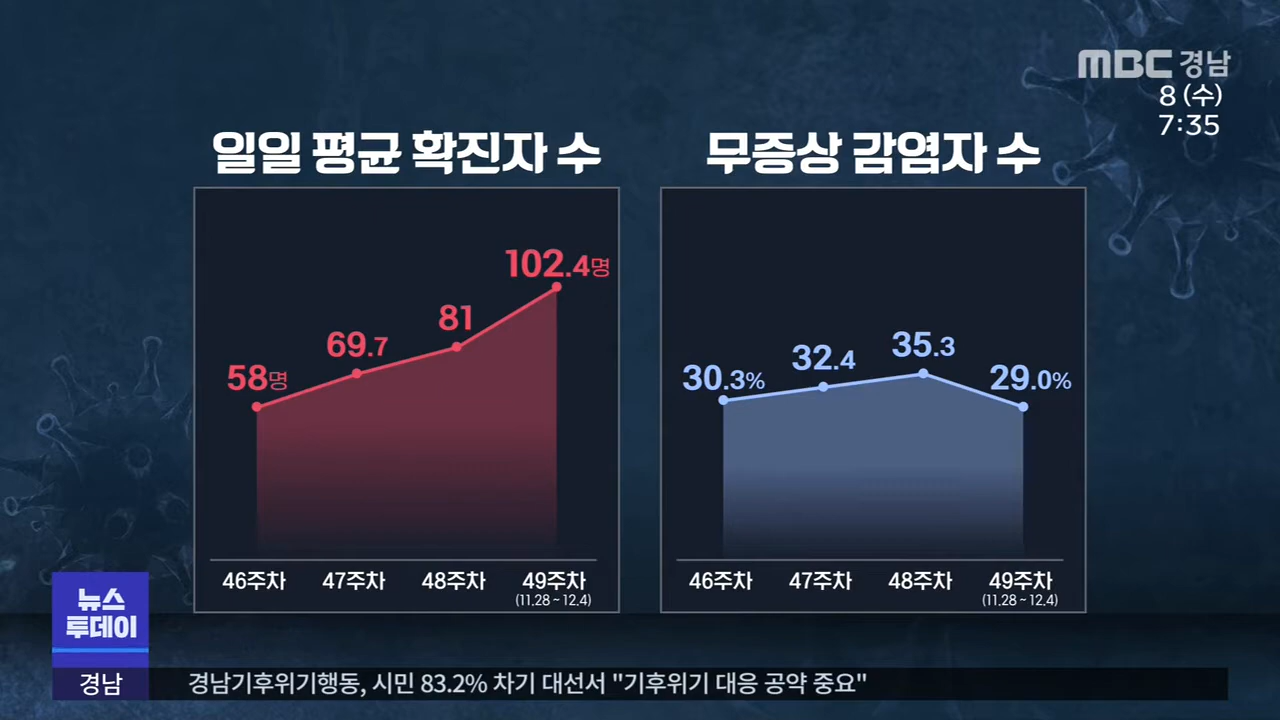 MBC 경남
8 (수)
7:35
일일 평균 확진자 수
58명
69.7
81
102.4명
46주차 47주차 48주차 49주차
(11.28 ~ 12.4)
무증상 감염자 수
30.3%
32.4
35.3
29.0%
46주차 47주차 48주차 49주차
(11.28 ~ 12.4)
뉴스
투데이
경남
경남기후위기행동, 시민 83.2% 차기 대선서 "기후위기 대응 공약 중요"